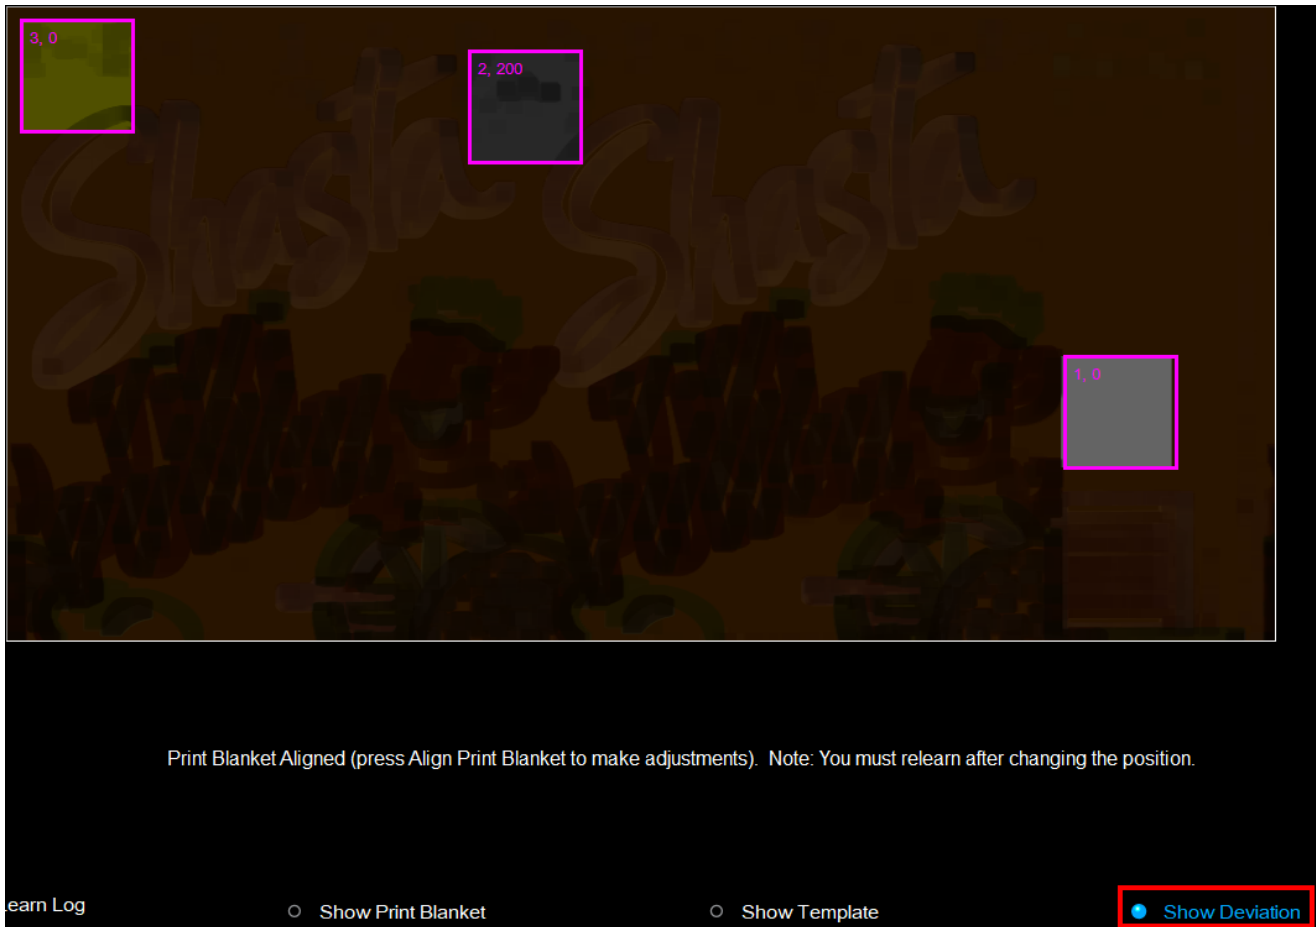 3, 0
2, 200
Shasta Shasta
1, 0
Print Blanket Aligned (press Align Print Blanket to make adjustments).  Note: You must relearn after changing the position.
earn Log
Show Print Blanket
Show Template
Show Deviation